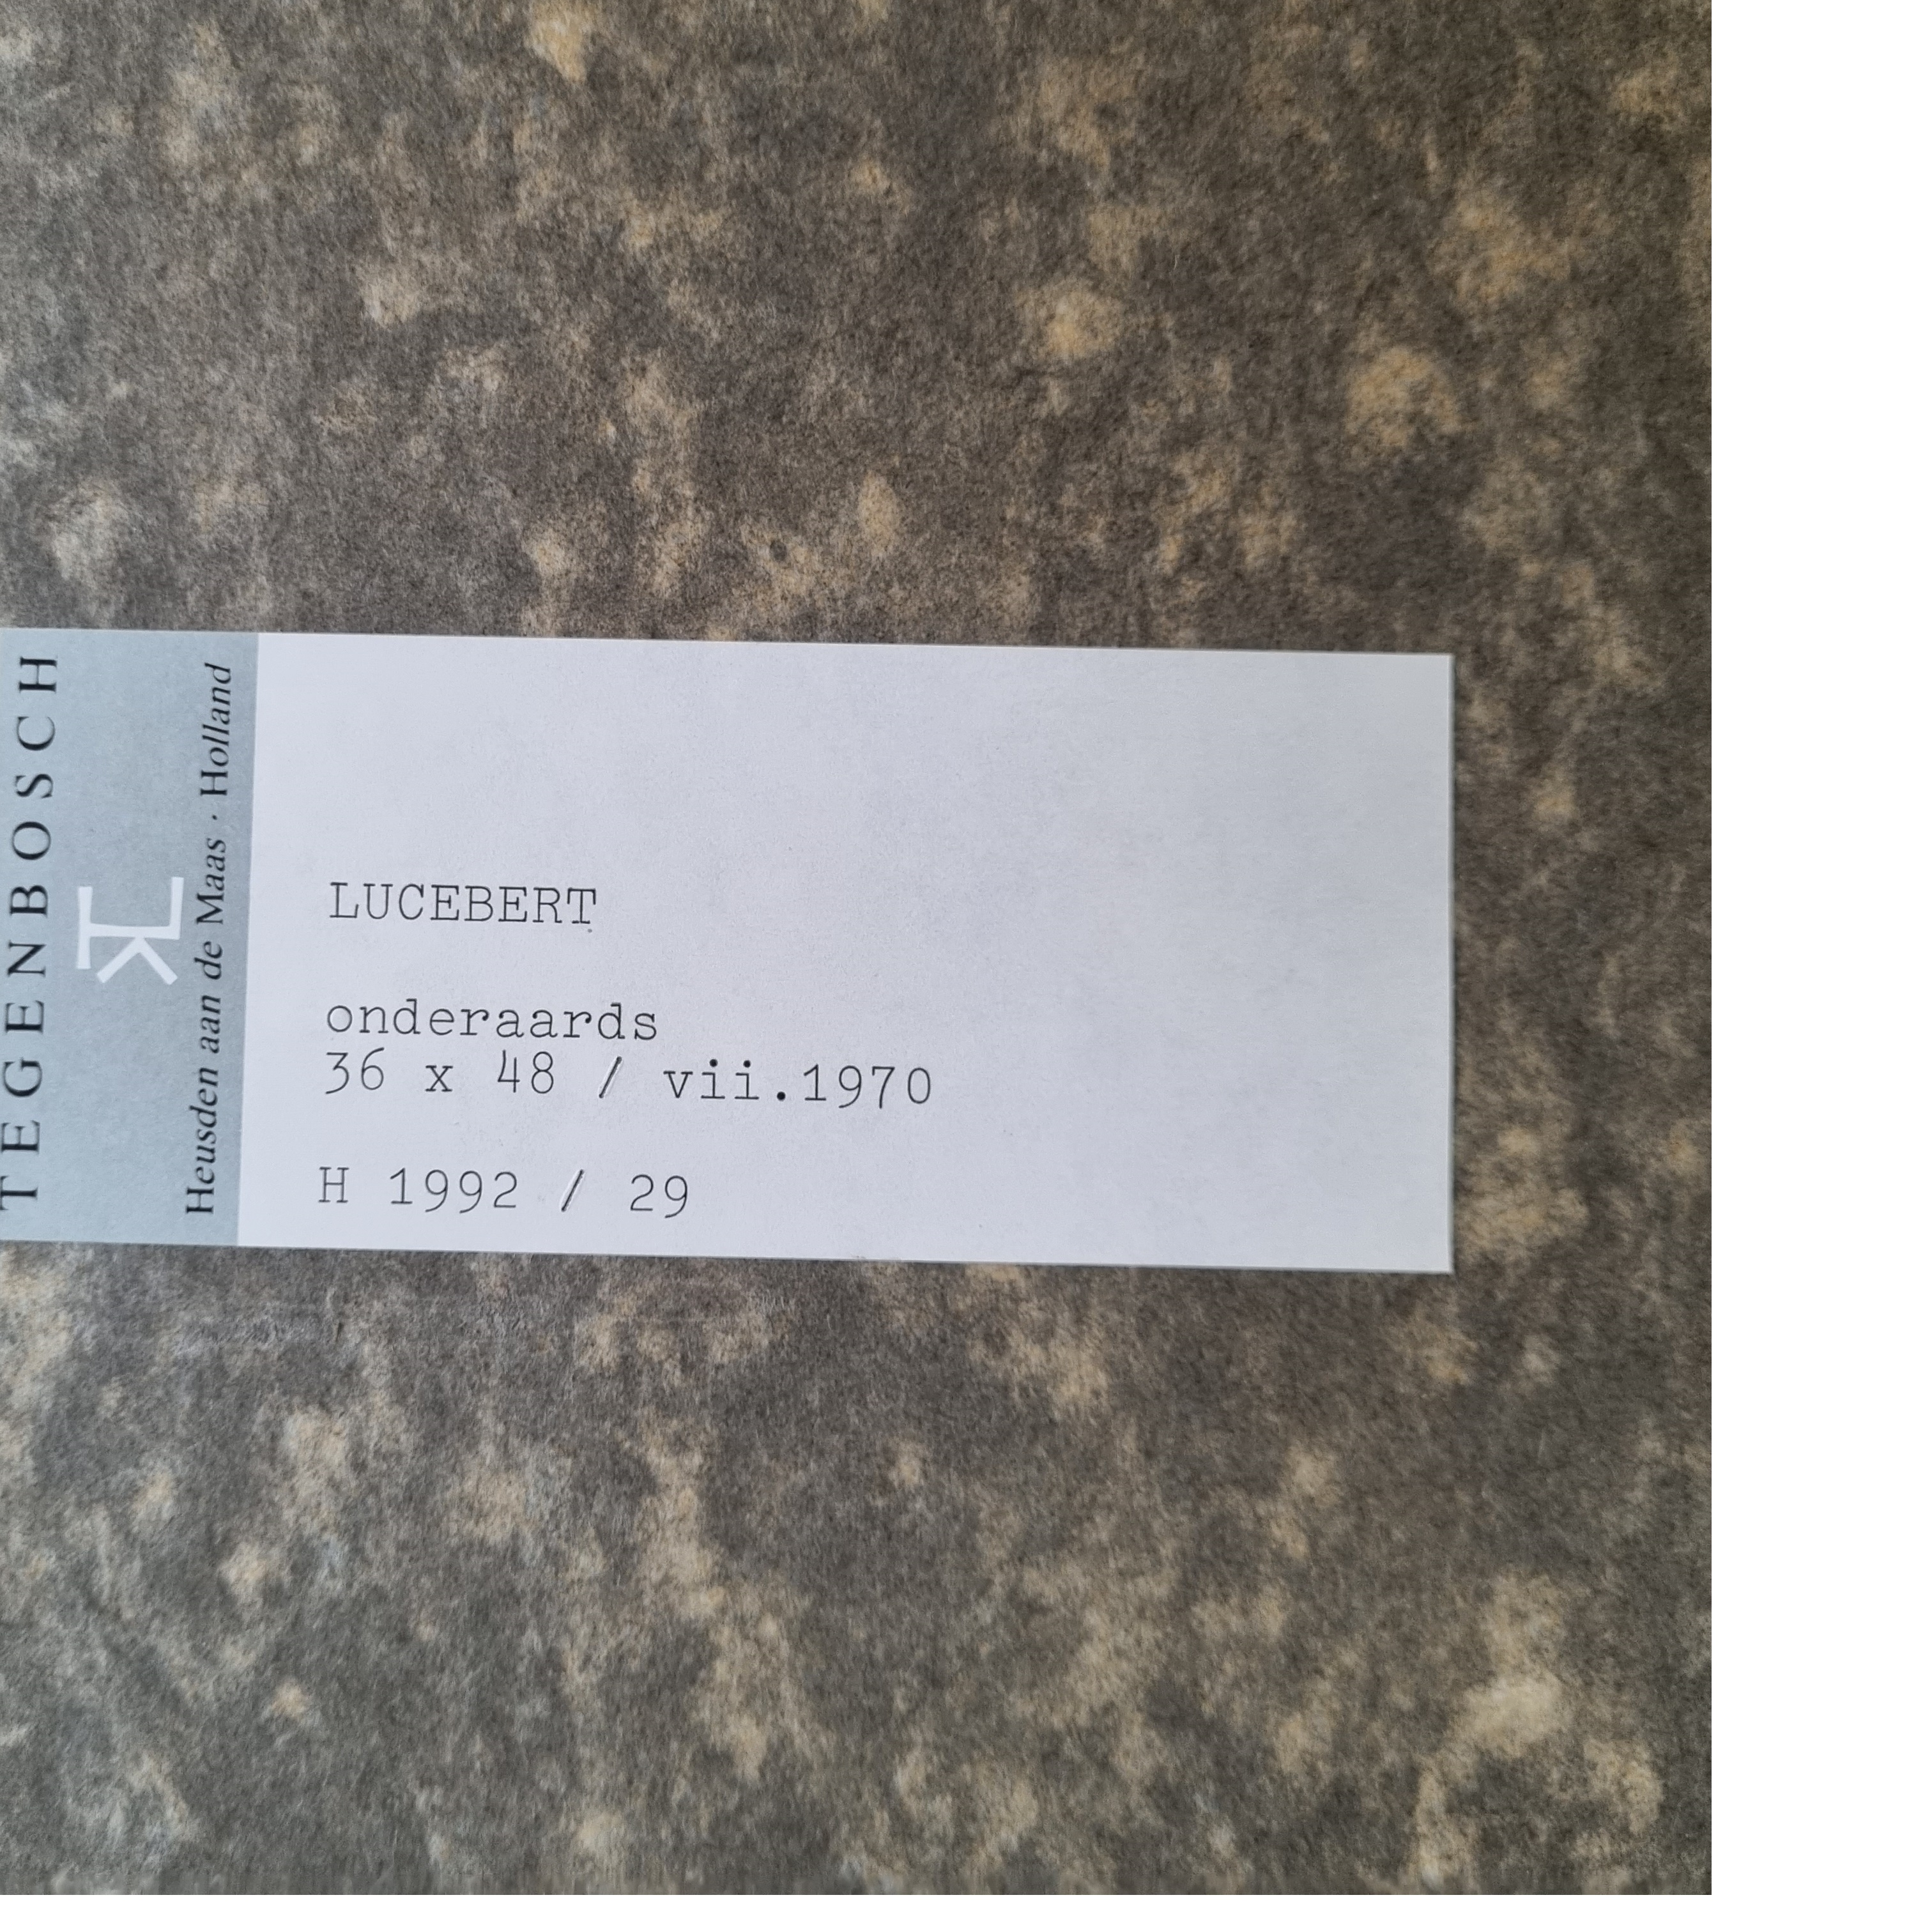 TEGENBOSCH
Heusden aan de Maas · Holland
LUCEBERT
onderaards
36 x 48 / vii.1970
H 1992 / 29